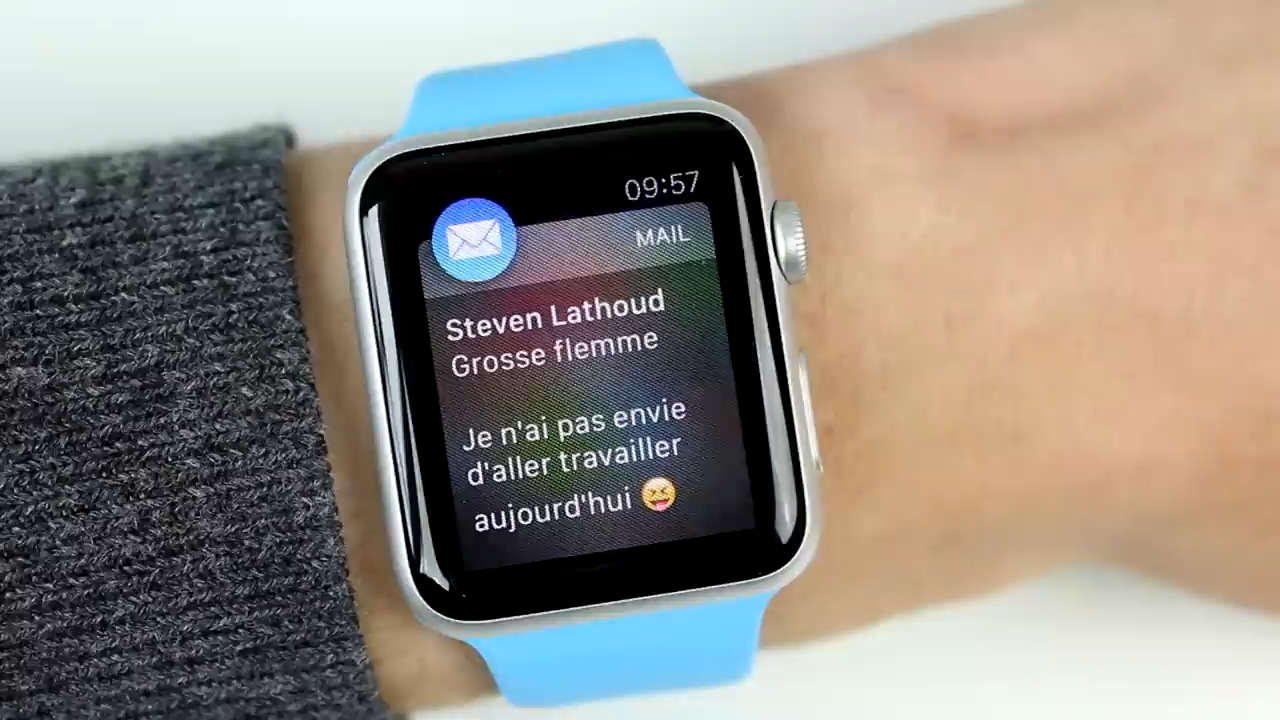 09:57
MAIL
Steven Lathoud
Grosse flemme
Je n'ai pas envie
d'aller travailler
aujourd'hui 😝